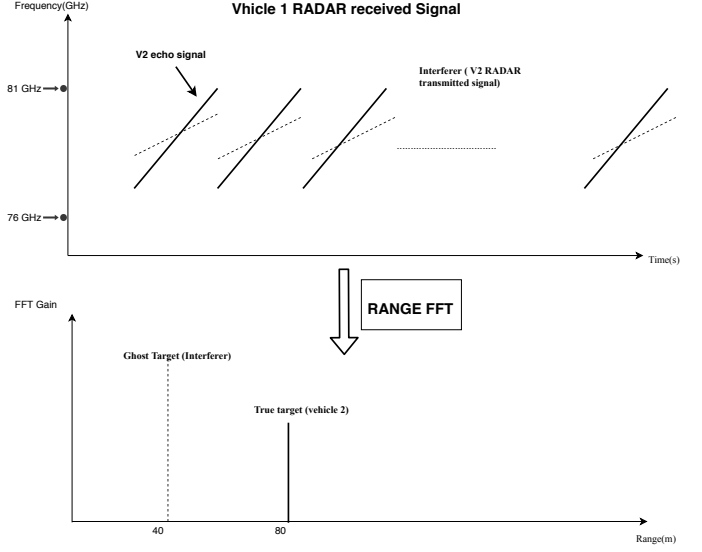 Frequency(GHz)
Vhicle 1 RADAR received Signal
V2 echo signal
Interferer ( V2 RADAR
transmitted signal)
81 GHz
76 GHz
Time(s)
FFT Gain
RANGE FFT
Ghost Target (Interferer)
True target (vehicle 2)
40
80
Range(m)